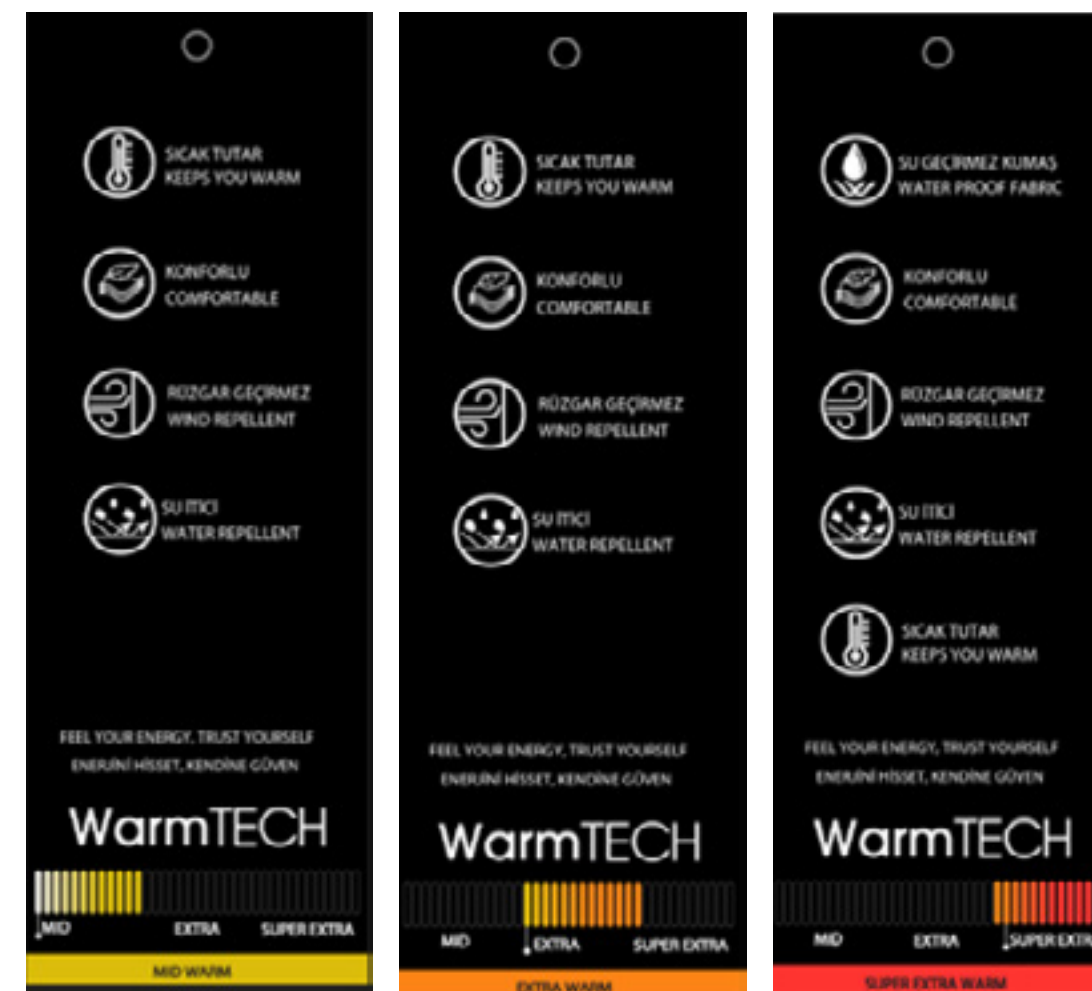 SICAK TUTAR
KEEPS YOU WARM
KONFORLU
COMFORTABLE
RÜZGAR GEÇİRMEZ
WIND REPELLENT
SU İTİCİ
WATER REPELLENT
FEEL YOUR ENERGY, TRUST YOURSELF
ENERJİNİ HİSSET, KENDİNE GÜVEN
WarmTECH
MID EXTRA SUPER EXTRA
MID WARM
SICAK TUTAR
KEEPS YOU WARM
KONFORLU
COMFORTABLE
RÜZGAR GEÇİRMEZ
WIND REPELLENT
SU İTİCİ
WATER REPELLENT
FEEL YOUR ENERGY, TRUST YOURSELF
ENERJİNİ HİSSET, KENDİNE GÜVEN
WarmTECH
MID EXTRA SUPER EXTRA
EXTRA WARM
SU GEÇİRMEZ KUMAŞ
WATER PROOF FABRIC
KONFORLU
COMFORTABLE
RÜZGAR GEÇİRMEZ
WIND REPELLENT
SU İTİCİ
WATER REPELLENT
SICAK TUTAR
KEEPS YOU WARM
FEEL YOUR ENERGY, TRUST YOURSELF
ENERJİNİ HİSSET, KENDİNE GÜVEN
WarmTECH
MID EXTRA SUPER EXTRA
SUPER EXTRA WARM